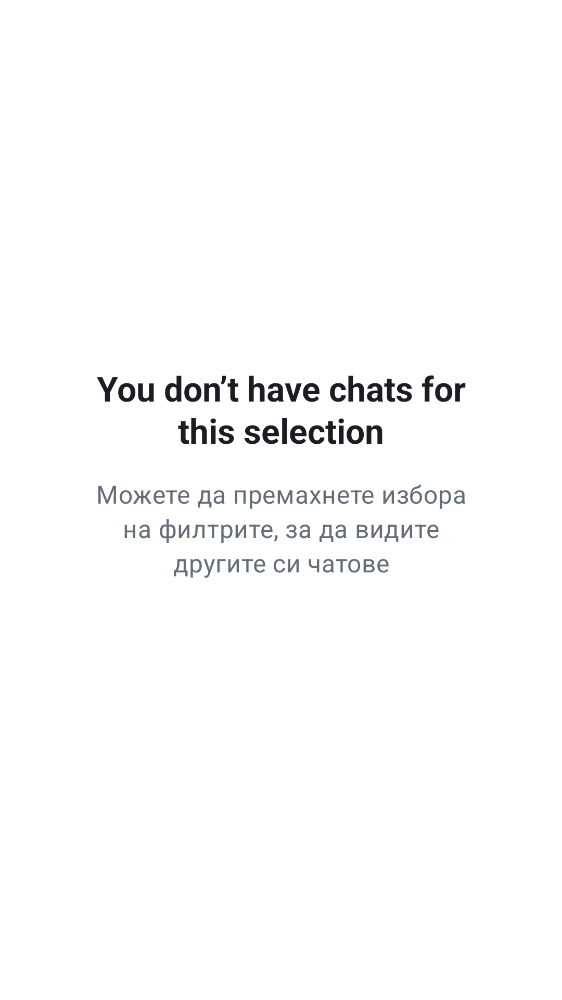 You don’t have chats for
this selection
Можете да премахнете избора
на филтрите, за да видите
другите си чатове